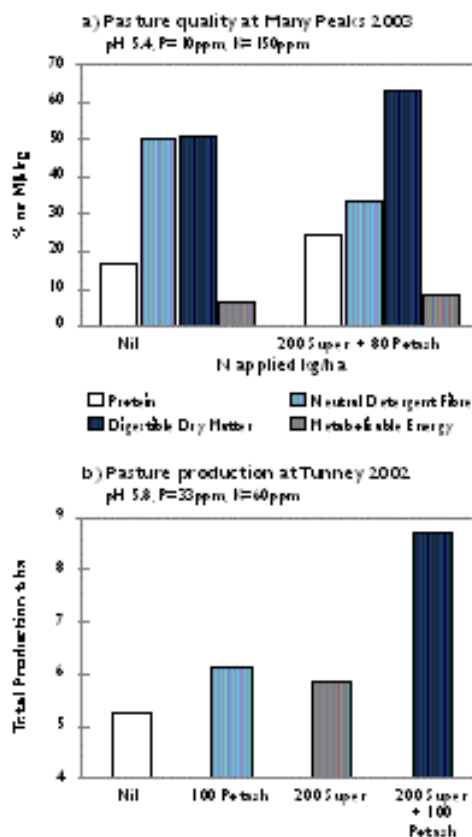 a) Pasture quality at Many Peaks 2003
pH 5.4, P=10ppm, K=150ppm
70
60
50
40
30
20
10
0
% or MJ/kg
Nil
200 Super + 80 Potash
N applied kg/ha
Protein
Neutral Detergent Fibre
Digestible Dry Matter
Metabolisable Energy
b) Pasture production at Tunney 2002
pH 5.8, P=33ppm, K=60ppm
9
8
7
6
5
4
Total Production t/ha
Nil
100 Potash
200 Super
200 Super
+ 100
Potash